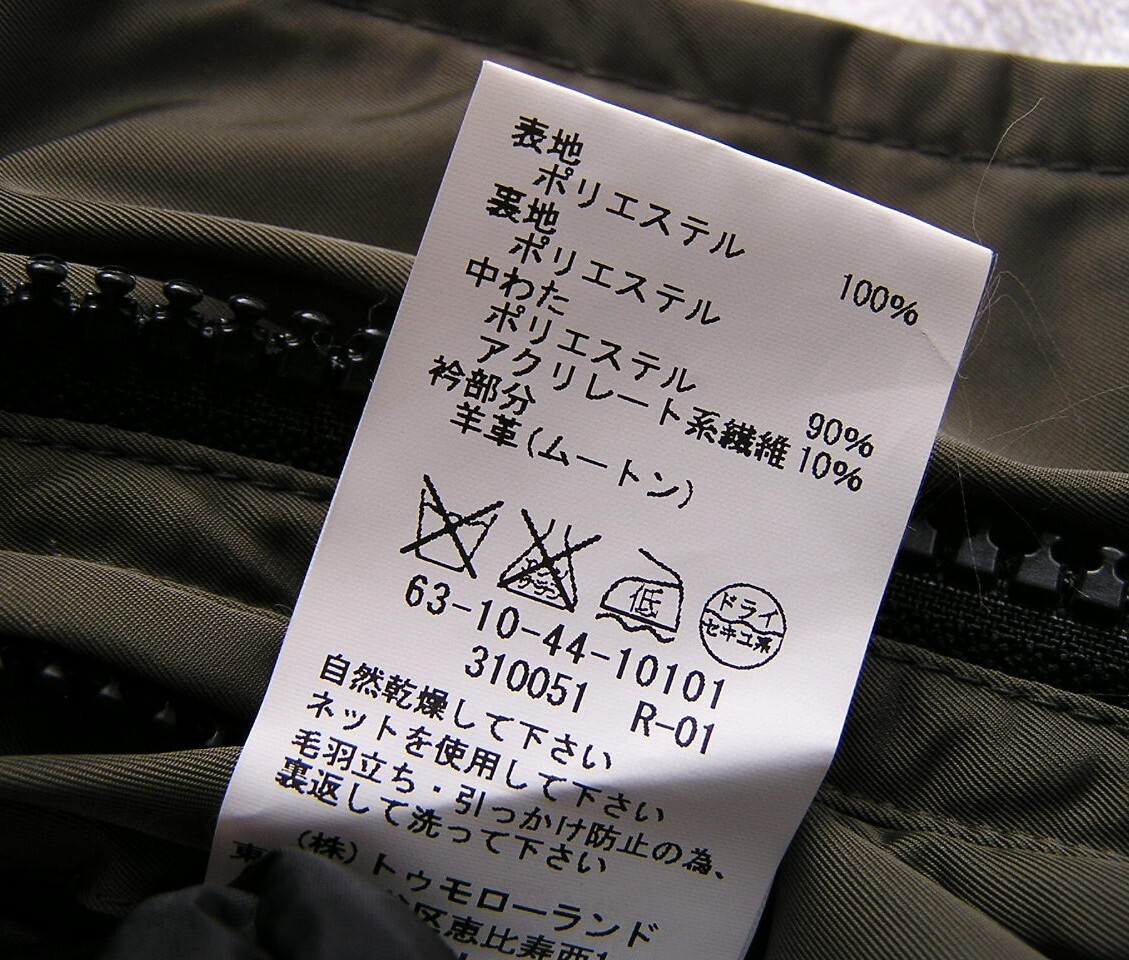 表地
ポリエステル 100%
裏地
ポリエステル
中わた
ポリエステル 90%
アクリレート系繊維 10%
衿部分
羊革(ムートン)
低
ドライ
セキユ系
63-10-44-10101
310051 R-01
自然乾燥して下さい
ネットを使用して下さい
毛羽立ち・引っかけ防止の為、
裏返して洗って下さい
(株)トゥモローランド
東
区恵比寿西1